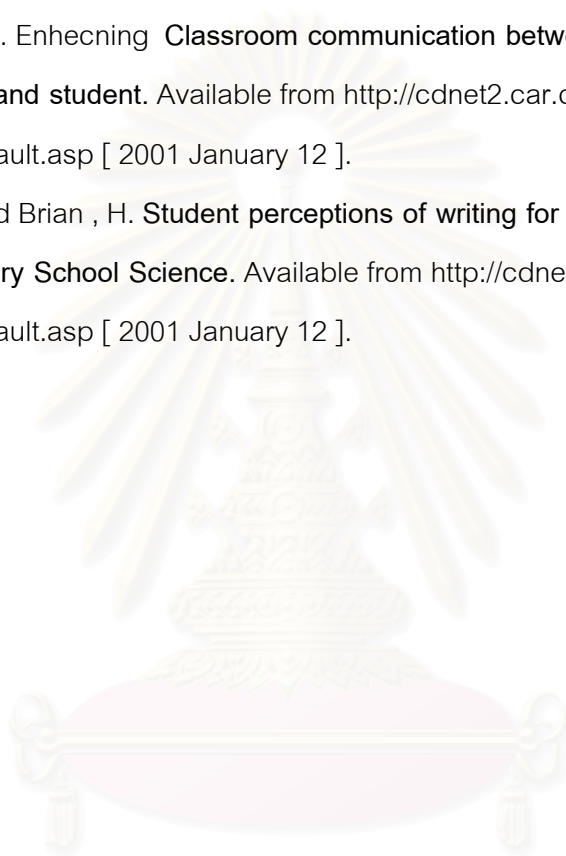 . Enhecning Classroom communication betw
and student. Available from http://cdnet2.car.c
ault.asp [ 2001 January 12 ].
d Brian , H. Student perceptions of writing for
ry School Science. Available from http://cdne
ault.asp [ 2001 January 12 ].